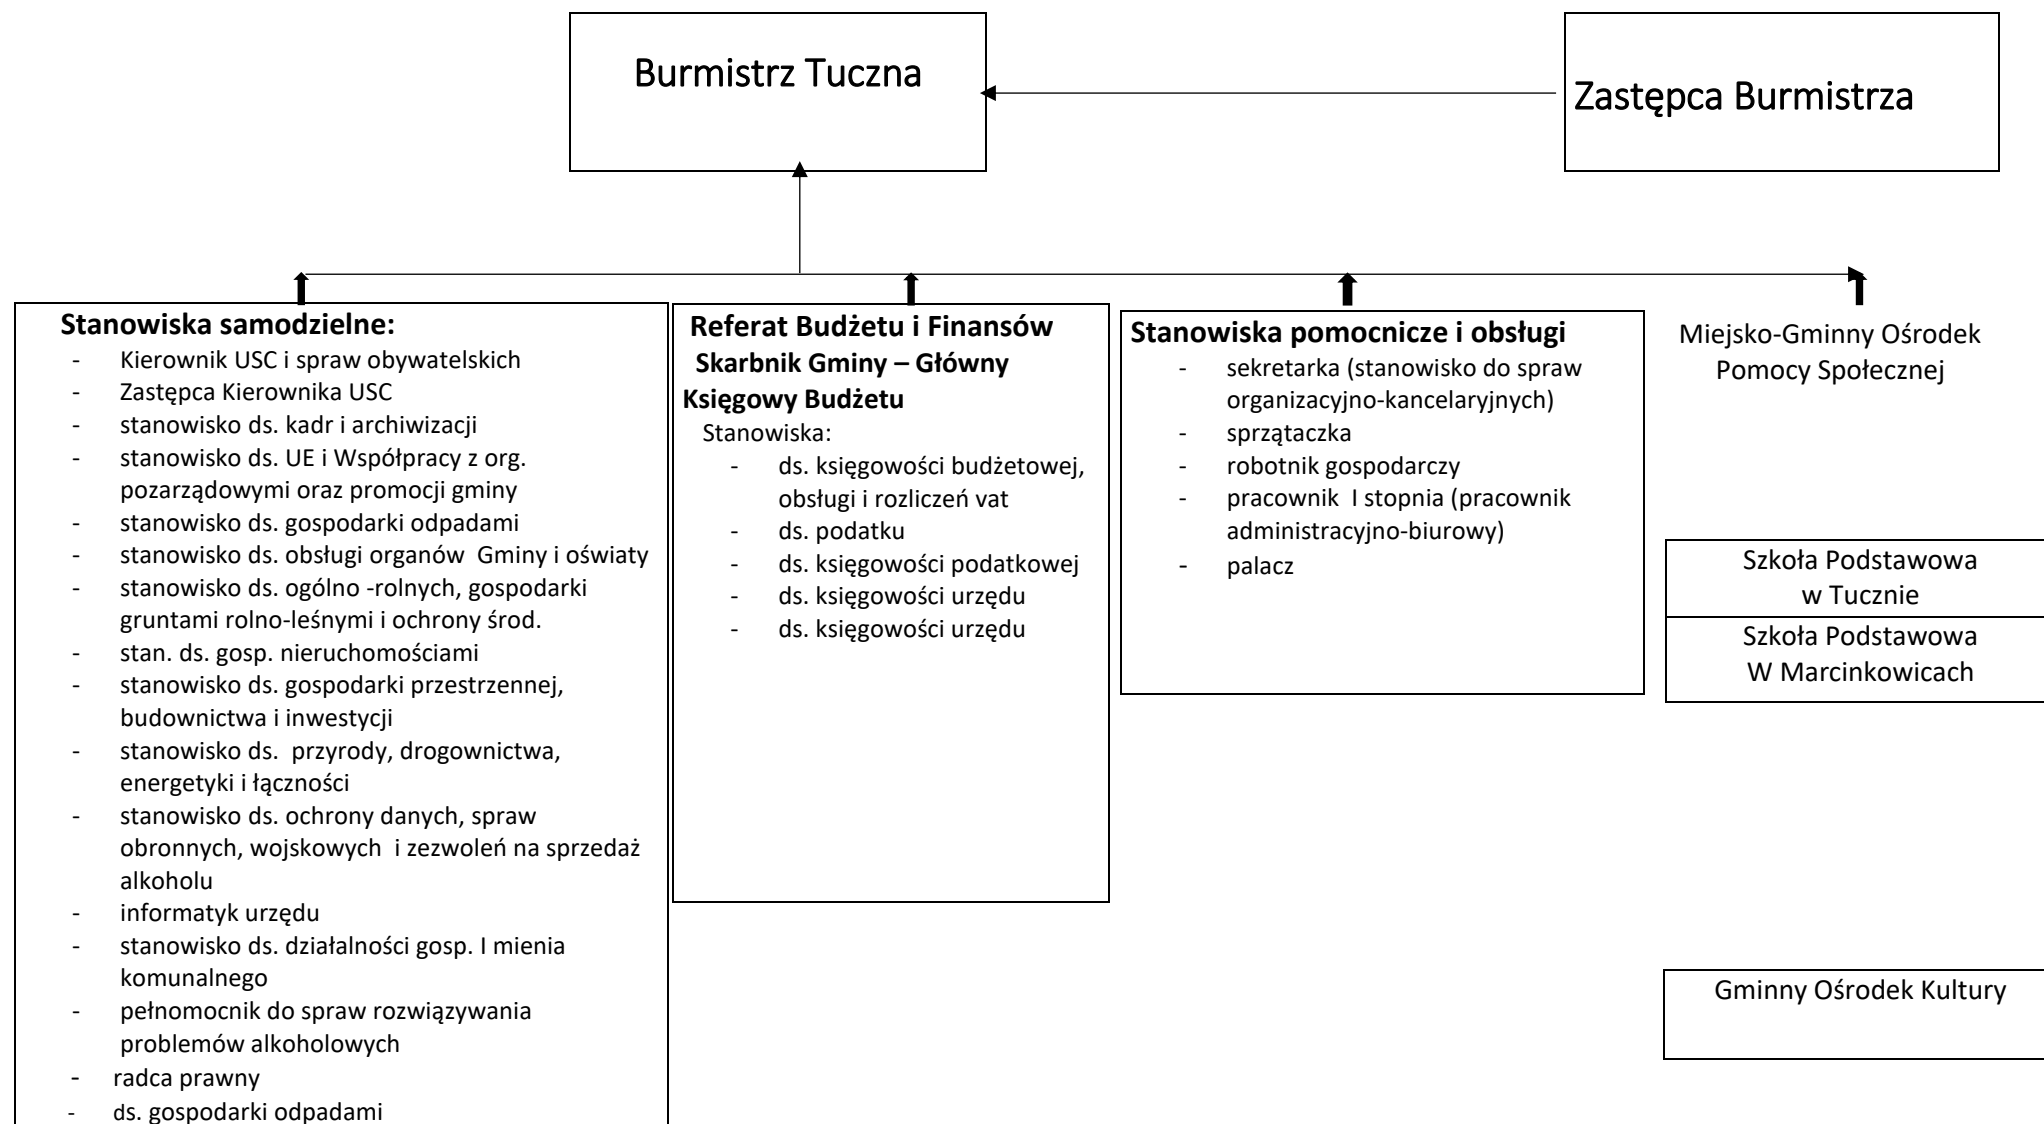 Burmistrz Tuczna
Zastępca Burmistrza
Stanowiska samodzielne:
- Kierownik USC i spraw obywatelskich
- Zastępca Kierownika USC
- stanowisko ds. kadr i archiwizacji
- stanowisko ds. UE i Współpracy z org.
pozarządowymi oraz promocji gminy
- stanowisko ds. gospodarki odpadami
- stanowisko ds. obsługi organów Gminy i oświaty
- stanowisko ds. ogólno -rolnych, gospodarki
gruntami rolno-leśnymi i ochrony środ.
- stan. ds. gosp. nieruchomościami
- stanowisko ds. gospodarki przestrzennej,
budownictwa i inwestycji
- stanowisko ds. przyrody, drogownictwa,
energetyki i łączności
- stanowisko ds. ochrony danych, spraw
obronnych, wojskowych i zezwoleń na sprzedaż
alkoholu
- informatyk urzędu
- stanowisko ds. działalności gosp. I mienia
komunalnego
- pełnomocnik do spraw rozwiązywania
problemów alkoholowych
- radca prawny
- ds. gospodarki odpadami
Referat Budżetu i Finansów
Skarbnik Gminy – Główny
Księgowy Budżetu
Stanowiska:
- ds. księgowości budżetowej,
obsługi i rozliczeń vat
- ds. podatku
- ds. księgowości podatkowej
- ds. księgowości urzędu
- ds. księgowości urzędu
Stanowiska pomocnicze i obsługi
- sekretarka (stanowisko do spraw
organizacyjno-kancelaryjnych)
- sprzątaczka
- robotnik gospodarczy
- pracownik I stopnia (pracownik
administracyjno-biurowy)
- palacz
Miejsko-Gminny Ośrodek
Pomocy Społecznej
Szkoła Podstawowa
w Tucznie
Szkoła Podstawowa
W Marcinkowicach
Gminny Ośrodek Kultury